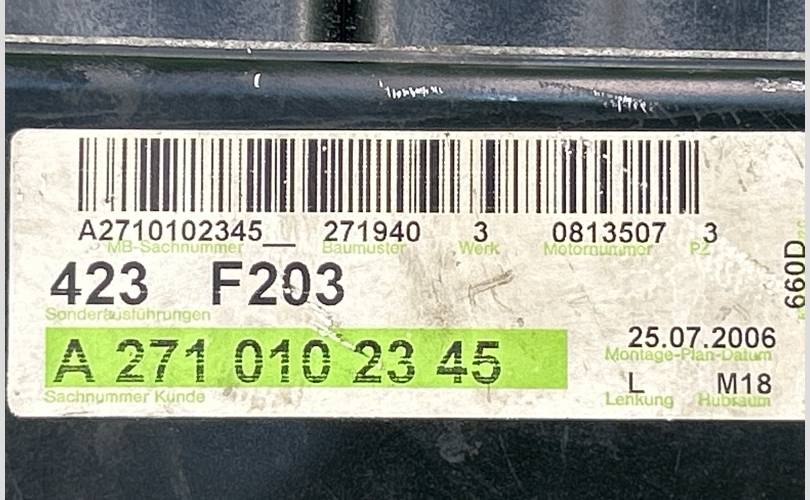 A2710102345__ 271940 3 0813507 3
MB-Sachnummer Baumuster Werk Motornummer PZ
423 F203
Sonderausführungen
A 271 010 23 45
Sachnummer Kunde
25.07.2006
Montage-Plan-Datum
L M18
Lenkung Hubraum
660D